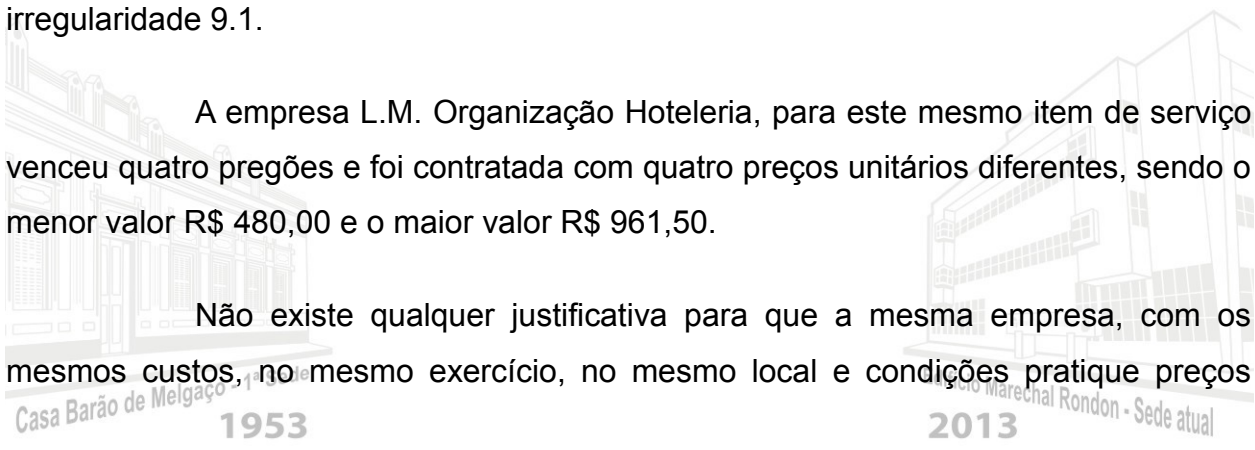 irregularidade 9.1.
A empresa L.M. Organização Hoteleria, para este mesmo item de serviço
venceu quatro pregões e foi contratada com quatro preços unitários diferentes, sendo o
menor valor R$ 480,00 e o maior valor R$ 961,50.
Não existe qualquer justificativa para que a mesma empresa, com os
mesmos custos, no mesmo exercício, no mesmo local e condições pratique preços
Casa Barão de Melgaço - 1ª Sede
1953
Marechal Rondon - Sede atual
2013